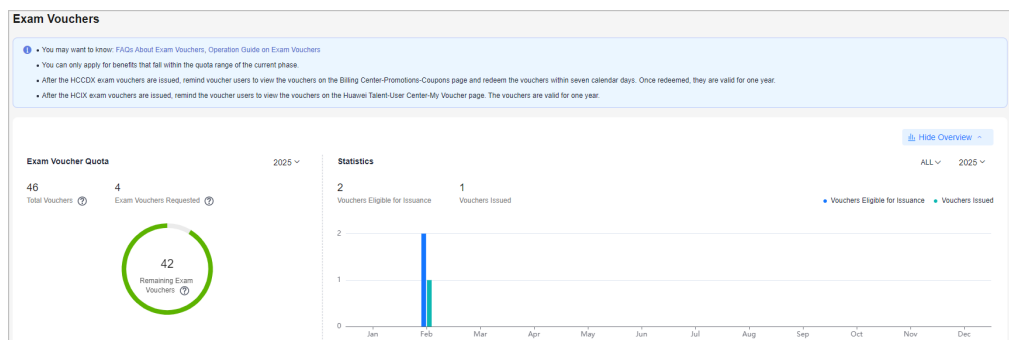 Exam Vouchers
• You may want to know: FAQs About Exam Vouchers, Operation Guide on Exam Vouchers
• You can only apply for benefits that fall within the quota range of the current phase.
• After the HCCDX exam vouchers are issued, remind voucher users to view the vouchers on the Billing Center-Promotions-Coupons page and redeem the vouchers within seven calendar days. Once redeemed, they are valid for one year.
• After the HCIX exam vouchers are issued, remind the voucher users to view the vouchers on the Huawei Talent-User Center-My Voucher page. The vouchers are valid for one year.
Hide Overview
Exam Voucher Quota 2025
46 4
Total Vouchers ? Exam Vouchers Requested ?
42
Remaining Exam
Vouchers ?
Statistics ALL 2025
2 1
Vouchers Eligible for Issuance Vouchers Issued
Vouchers Eligible for Issuance Vouchers Issued
2
1
0
Jan Feb Mar Apr May Jun Jul Aug Sep Oct Nov Dec